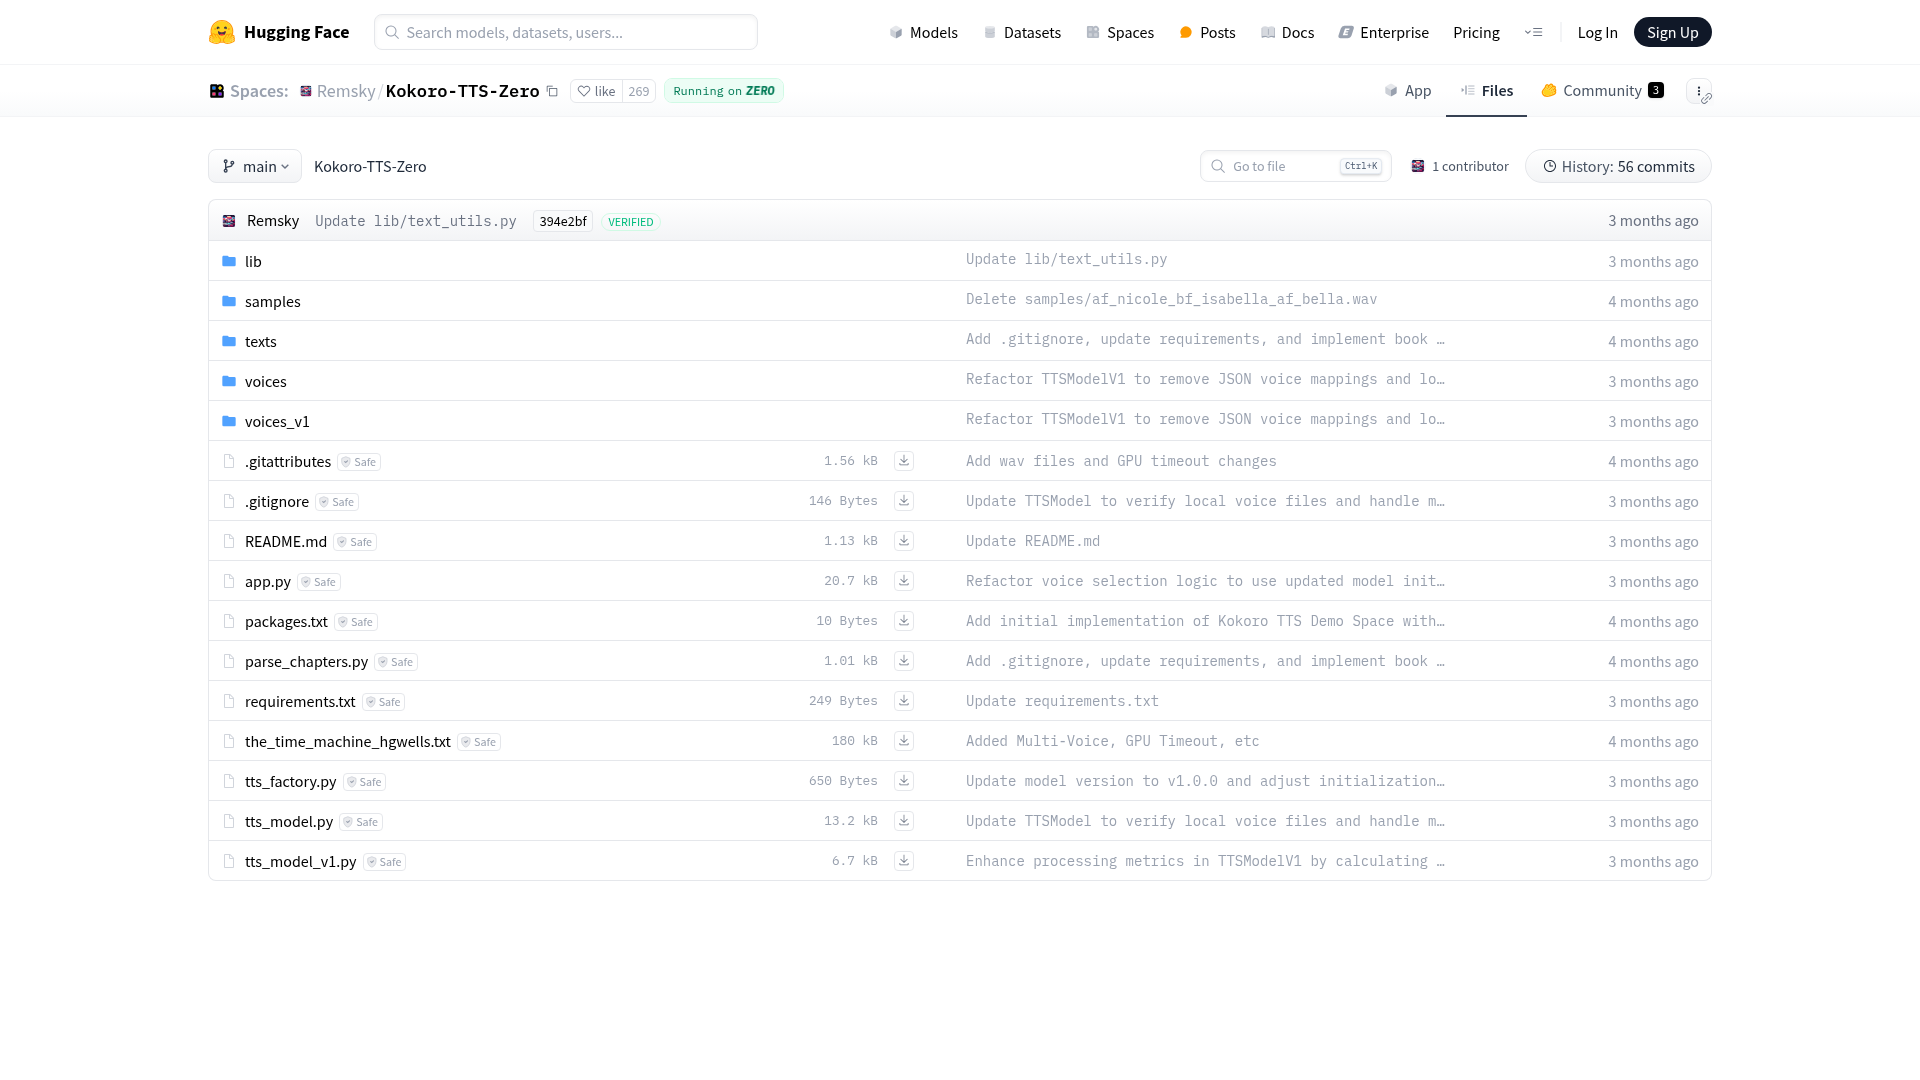 Hugging Face
Search models, datasets, users...
Models
Datasets
Spaces
Posts
Docs
Enterprise
Pricing
Log In
Sign Up
Spaces:
Remsky/Kokoro-TTS-Zero
like 269
Running on ZERO
App
Files
Community 3
main
Kokoro-TTS-Zero
Go to file Ctrl+K
1 contributor
History: 56 commits
Remsky Update lib/text_utils.py 394e2bf VERIFIED 3 months ago
lib Update lib/text_utils.py 3 months ago
samples Delete samples/af_nicole_bf_isabella_af_bella.wav 4 months ago
texts Add .gitignore, update requirements, and implement book … 4 months ago
voices Refactor TTSModelV1 to remove JSON voice mappings and lo… 3 months ago
voices_v1 Refactor TTSModelV1 to remove JSON voice mappings and lo… 3 months ago
.gitattributes Safe 1.56 kB Add wav files and GPU timeout changes 4 months ago
.gitignore Safe 146 Bytes Update TTSModel to verify local voice files and handle m… 3 months ago
README.md Safe 1.13 kB Update README.md 3 months ago
app.py Safe 20.7 kB Refactor voice selection logic to use updated model init… 3 months ago
packages.txt Safe 10 Bytes Add initial implementation of Kokoro TTS Demo Space with… 4 months ago
parse_chapters.py Safe 1.01 kB Add .gitignore, update requirements, and implement book … 4 months ago
requirements.txt Safe 249 Bytes Update requirements.txt 3 months ago
the_time_machine_hgwells.txt Safe 180 kB Added Multi-Voice, GPU Timeout, etc 4 months ago
tts_factory.py Safe 650 Bytes Update model version to v1.0.0 and adjust initialization… 3 months ago
tts_model.py Safe 13.2 kB Update TTSModel to verify local voice files and handle m… 3 months ago
tts_model_v1.py Safe 6.7 kB Enhance processing metrics in TTSModelV1 by calculating … 3 months ago